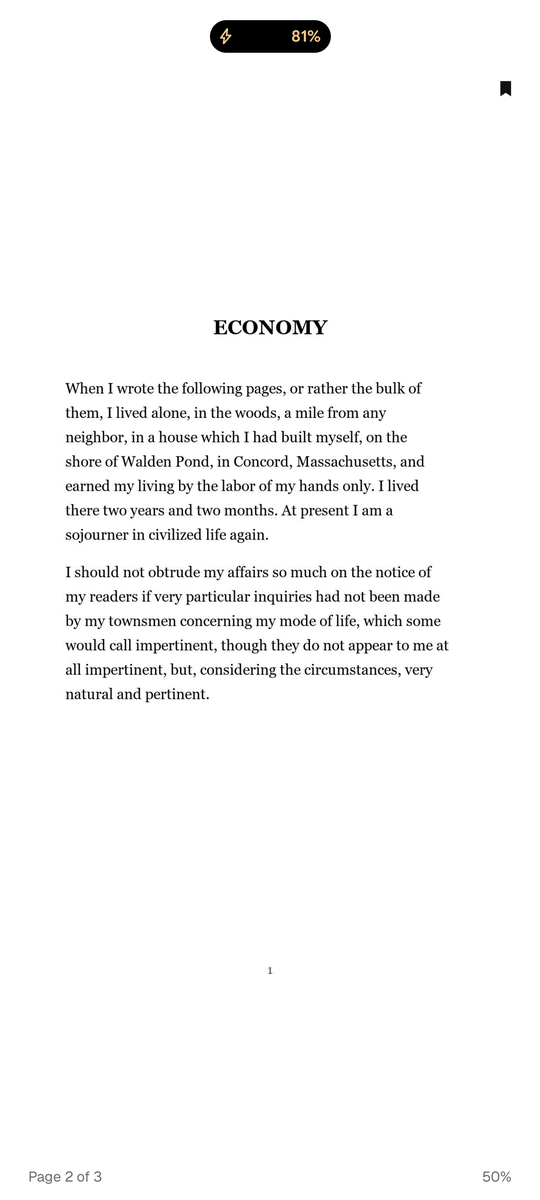 81%
ECONOMY
When I wrote the following pages, or rather the bulk of
them, I lived alone, in the woods, a mile from any
neighbor, in a house which I had built myself, on the
shore of Walden Pond, in Concord, Massachusetts, and
earned my living by the labor of my hands only. I lived
there two years and two months. At present I am a
sojourner in civilized life again.
I should not obtrude my affairs so much on the notice of
my readers if very particular inquiries had not been made
by my townsmen concerning my mode of life, which some
would call impertinent, though they do not appear to me at
all impertinent, but, considering the circumstances, very
natural and pertinent.
1
Page 2 of 3
50%